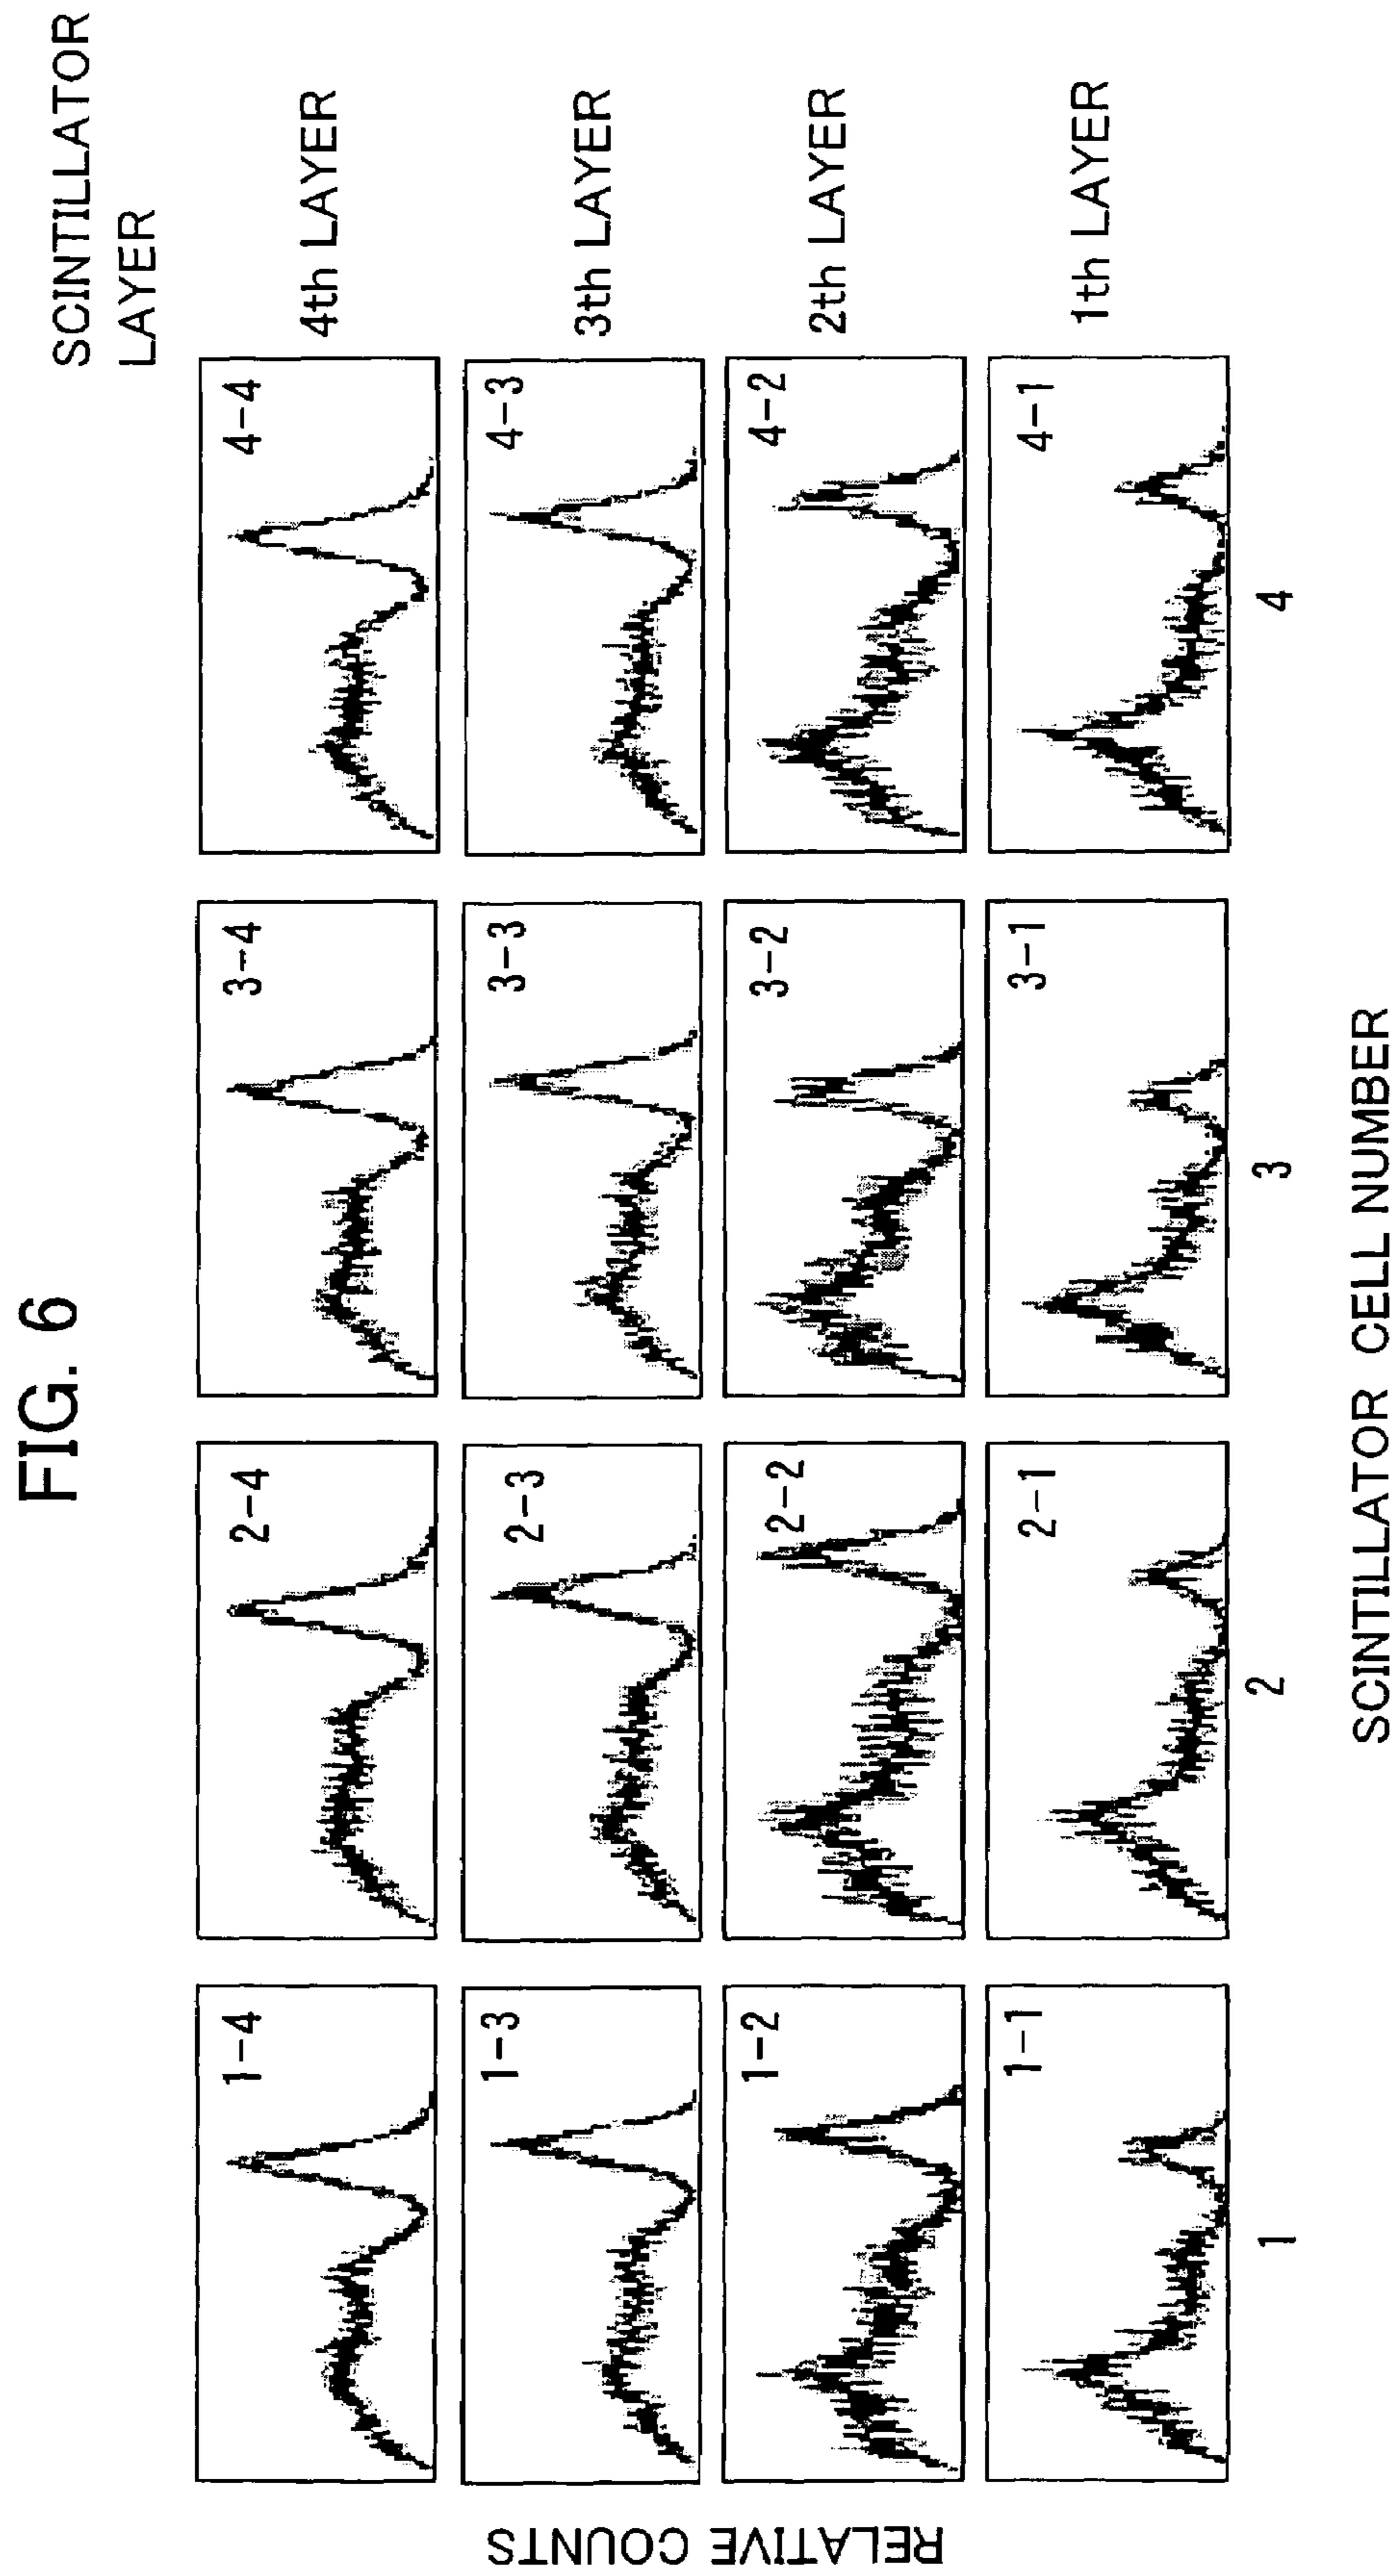 FIG. 6
SCINTILLATOR
LAYER
1-4
2-4
3-4
4-4
4th LAYER
1-3
2-3
3-3
4-3
3th LAYER
1-2
2-2
3-2
4-2
2th LAYER
1-1
2-1
3-1
4-1
1th LAYER
1
2
3
4
RELATIVE COUNTS
SCINTILLATOR CELL NUMBER